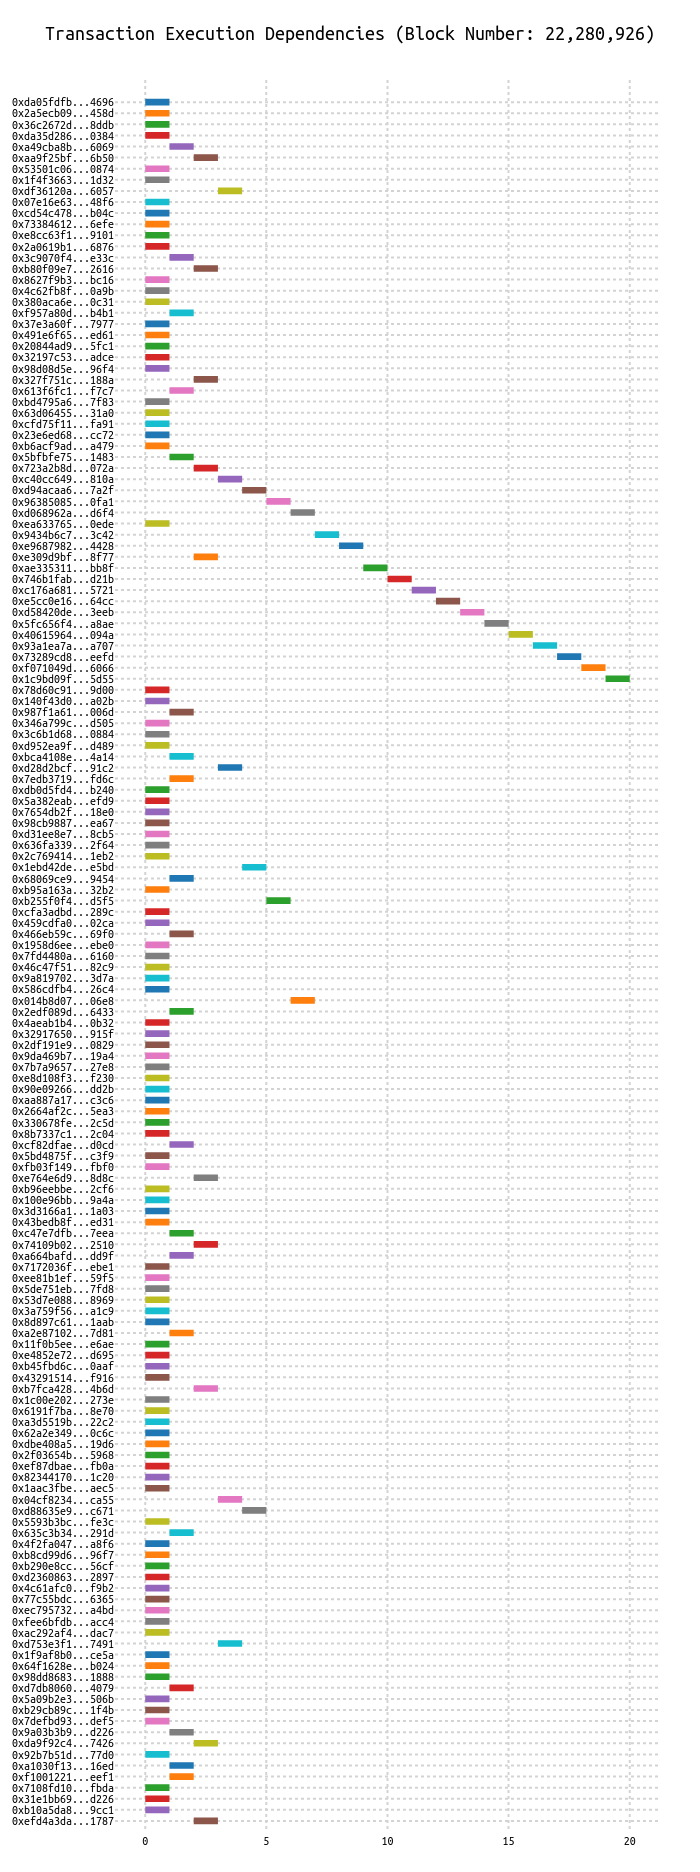 Transaction Execution Dependencies (Block Number: 22,280,926)
0xda05fdfb...4696
0x2a5ecb09...458d
0x36c2672d...8ddb
0xda35d286...0384
0xa49cba8b...6069
0xaa9f25bf...6b50
0x53501c06...0874
0x1f4f3663...1d32
0xdf36120a...6057
0x07e16e63...48f6
0xcd54c478...b04c
0x73384612...6efe
0xe8cc63f1...9101
0x2a0619b1...6876
0x3c9070f4...e33c
0xb80f09e7...2616
0x8627f9b3...bc16
0x4c62fb8f...0a9b
0x380aca6e...0c31
0xf957a80d...b4b1
0x37e3a60f...7977
0x491e6f65...ed61
0x20844ad9...5fc1
0x32197c53...adce
0x98d08d5e...96f4
0x327f751c...188a
0x613f6fc1...f7c7
0xbd4795a6...7f83
0x63d06455...31a0
0xcfd75f11...fa91
0x23e6ed68...cc72
0xb6acf9ad...a479
0x5bfbfe75...1483
0x723a2b8d...072a
0xc40cc649...810a
0xd94acaa6...7a2f
0x96385085...0fa1
0xd068962a...d6f4
0xea633765...0ede
0x9434b6c7...3c42
0xe9687982...4428
0xe309d9bf...8f77
0xae335311...bb8f
0x746b1fab...d21b
0xc176a681...5721
0xe5cc0e16...64cc
0xd58420de...3eeb
0x5fc656f4...a8ae
0x40615964...094a
0x93a1ea7a...a707
0x73289cd8...eefd
0xf071049d...6066
0x1c9bd09f...5d55
0x78d60c91...9d00
0x140f43d0...a02b
0x987f1a61...006d
0x346a799c...d505
0x3c6b1d68...0884
0xd952ea9f...d489
0xbca4108e...4a14
0xd28d2bcf...91c2
0x7edb3719...fd6c
0xdb0d5fd4...b240
0x5a382eab...efd9
0x7654db2f...18e0
0x98cb9887...ea67
0xd31ee8e7...8cb5
0x636fa339...2f64
0x2c769414...1eb2
0x1ebd42de...e5bd
0x68069ce9...9454
0xb95a163a...32b2
0xb255f0f4...d5f5
0xcfa3adbd...289c
0x459cdfa0...02ca
0x466eb59c...69f0
0x1958d6ee...ebe0
0x7fd4480a...6160
0x46c47f51...82c9
0x9a819702...3d7a
0x586cdfb4...26c4
0x014b8d07...06e8
0x2edf089d...6433
0x4aeab1b4...0b32
0x32917650...915f
0x2df191e9...0829
0x9da469b7...19a4
0x7b7a9657...27e8
0xe8d108f3...f230
0x90e09266...dd2b
0xaa887a17...c3c6
0x2664af2c...5ea3
0x330678fe...2c5d
0x8b7337c1...2c04
0xcf82dfae...d0cd
0x5bd4875f...c3f9
0xfb03f149...fbf0
0xe764e6d9...8d8c
0xb96eebbe...2cf6
0x100e96bb...9a4a
0x3d3166a1...1a03
0x43bedb8f...ed31
0xc47e7dfb...7eea
0x74109b02...2510
0xa664bafd...dd9f
0x7172036f...ebe1
0xee81b1ef...59f5
0x5de751eb...7fd8
0x53d7e088...8969
0x3a759f56...a1c9
0x8d897c61...1aab
0xa2e87102...7d81
0x11f0b5ee...e6ae
0xe4852e72...d695
0xb45fbd6c...0aaf
0x43291514...f916
0xb7fca428...4b6d
0x1c00e202...273e
0x6191f7ba...8e70
0xa3d5519b...22c2
0x62a2e349...0c6c
0xdbe408a5...19d6
0x2f03654b...5968
0xef87dbae...fb0a
0x82344170...1c20
0x1aac3fbe...aec5
0x04cf8234...ca55
0xd88635e9...c671
0x5593b3bc...fe3c
0x635c3b34...291d
0x4f2fa047...a8f6
0xb8cd99d6...96f7
0xb290e8cc...56cf
0xd2360863...2897
0x4c61afc0...f9b2
0x77c55bdc...6365
0xec795732...a4bd
0xfee6bfdb...acc4
0xac292af4...dac7
0xd753e3f1...7491
0x1f9af8b0...ce5a
0x64f1628e...b024
0x98dd8683...1888
0xd7db8060...4079
0x5a09b2e3...506b
0xb29cb89c...1f4b
0x7defbd93...def5
0x9a03b3b9...d226
0xda9f92c4...7426
0x92b7b51d...77d0
0xa1030f13...16ed
0xf1001221...eef1
0x7108fd10...fbda
0x31e1bb69...d226
0xb10a5da8...9cc1
0xefd4a3da...1787
0 5 10 15 20